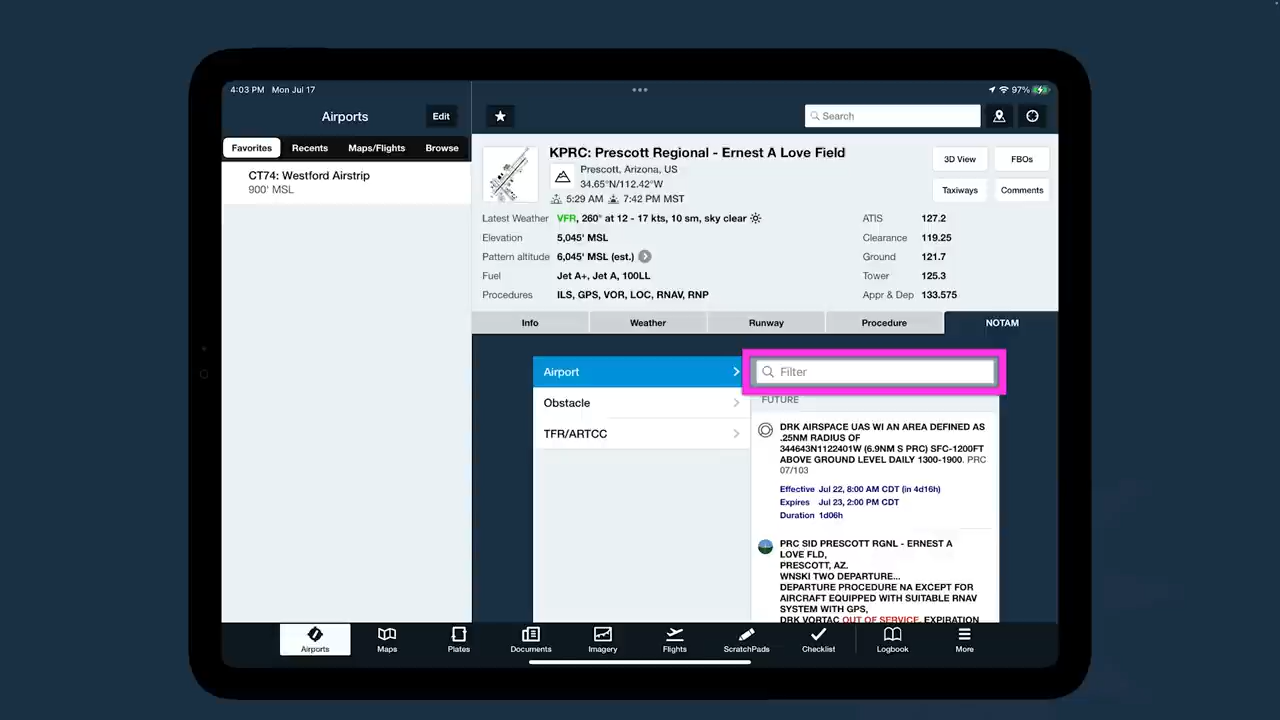 4:03 PM Mon Jul 17
97%
Airports
Edit
Search
Favorites
Recents
Maps/Flights
Browse
CT74: Westford Airstrip
900' MSL
KPRC: Prescott Regional - Ernest A Love Field
Prescott, Arizona, US
34.65°N/112.42°W
5:29 AM 7:42 PM MST
3D View
FBOs
Taxiways
Comments
Latest Weather VFR, 260° at 12 - 17 kts, 10 sm, sky clear
Elevation 5,045' MSL
Pattern altitude 6,045' MSL (est.)
Fuel Jet A+, Jet A, 100LL
Procedures ILS, GPS, VOR, LOC, RNAV, RNP
ATIS 127.2
Clearance 119.25
Ground 121.7
Tower 125.3
Appr & Dep 133.575
Info
Weather
Runway
Procedure
NOTAM
Airport
Obstacle
TFR/ARTCC
Filter
FUTURE
DRK AIRSPACE UAS WI AN AREA DEFINED AS
.25NM RADIUS OF
344643N1122401W (6.9NM S PRC) SFC-1200FT
ABOVE GROUND LEVEL DAILY 1300-1900. PRC
07/103
Effective Jul 22, 8:00 AM CDT (in 4d16h)
Expires Jul 23, 2:00 PM CDT
Duration 1d06h
PRC SID PRESCOTT RGNL - ERNEST A
LOVE FLD,
PRESCOTT, AZ.
WNSKI TWO DEPARTURE...
DEPARTURE PROCEDURE NA EXCEPT FOR
AIRCRAFT EQUIPPED WITH SUITABLE RNAV
SYSTEM WITH GPS,
DRK VORTAC OUT OF SERVICE. EXPIRATION
Airports
Maps
Plates
Documents
Imagery
Flights
ScratchPads
Checklist
Logbook
More